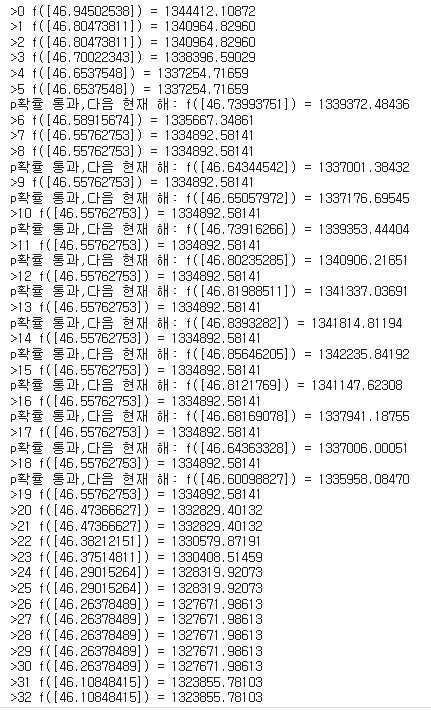 >0 f([46.94502538]) = 1344412.10872
>1 f([46.80473811]) = 1340964.82960
>2 f([46.80473811]) = 1340964.82960
>3 f([46.70022343]) = 1338396.59029
>4 f([46.6537548]) = 1337254.71659
>5 f([46.6537548]) = 1337254.71659
p확률 통과,다음 현재 해: f([46.73993751]) = 1339372.48436
>6 f([46.58915674]) = 1335667.34861
>7 f([46.55762753]) = 1334892.58141
>8 f([46.55762753]) = 1334892.58141
p확률 통과,다음 현재 해: f([46.64344542]) = 1337001.38432
>9 f([46.55762753]) = 1334892.58141
p확률 통과,다음 현재 해: f([46.65057972]) = 1337176.69545
>10 f([46.55762753]) = 1334892.58141
p확률 통과,다음 현재 해: f([46.73916266]) = 1339353.44404
>11 f([46.55762753]) = 1334892.58141
p확률 통과,다음 현재 해: f([46.80235285]) = 1340906.21651
>12 f([46.55762753]) = 1334892.58141
p확률 통과,다음 현재 해: f([46.81988511]) = 1341337.03691
>13 f([46.55762753]) = 1334892.58141
p확률 통과,다음 현재 해: f([46.8393282]) = 1341814.81194
>14 f([46.55762753]) = 1334892.58141
p확률 통과,다음 현재 해: f([46.85646205]) = 1342235.84192
>15 f([46.55762753]) = 1334892.58141
p확률 통과,다음 현재 해: f([46.8121769]) = 1341147.62308
>16 f([46.55762753]) = 1334892.58141
p확률 통과,다음 현재 해: f([46.68169078]) = 1337941.18755
>17 f([46.55762753]) = 1334892.58141
p확률 통과,다음 현재 해: f([46.64363328]) = 1337006.00051
>18 f([46.55762753]) = 1334892.58141
p확률 통과,다음 현재 해: f([46.60098827]) = 1335958.08470
>19 f([46.55762753]) = 1334892.58141
>20 f([46.47366627]) = 1332829.40132
>21 f([46.47366627]) = 1332829.40132
>22 f([46.38212151]) = 1330579.87191
>23 f([46.37514811]) = 1330408.51459
>24 f([46.29015264]) = 1328319.92073
>25 f([46.29015264]) = 1328319.92073
>26 f([46.26378489]) = 1327671.98613
>27 f([46.26378489]) = 1327671.98613
>28 f([46.26378489]) = 1327671.98613
>29 f([46.26378489]) = 1327671.98613
>30 f([46.26378489]) = 1327671.98613
>31 f([46.10848415]) = 1323855.78103
>32 f([46.10848415]) = 1323855.78103